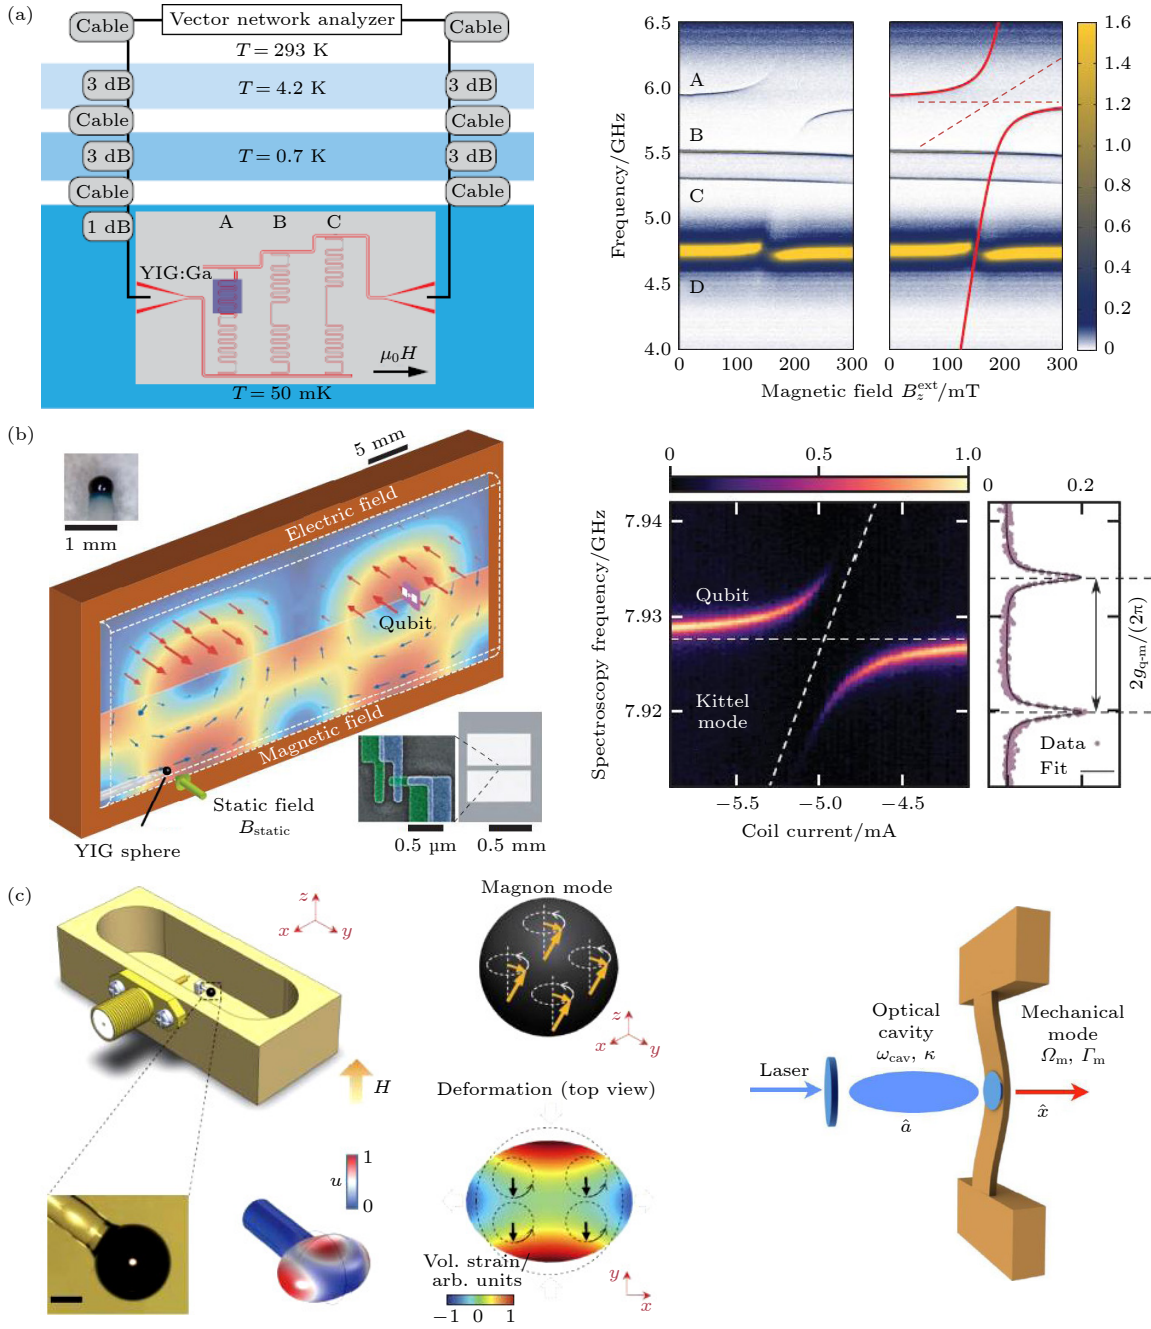 (a)
Vector network analyzer
Cable
Cable
T = 293 K
3 dB
T = 4.2 K
3 dB
Cable
Cable
3 dB
T = 0.7 K
3 dB
Cable
Cable
1 dB
A
B
C
YIG:Ga
μ₀H
T = 50 mK
Frequency/GHz
6.5
6.0
5.5
5.0
4.5
4.0
A
B
C
D
0
100
200
300
0
100
200
300
Magnetic field B_z^ext/mT
1.6
1.4
1.2
1.0
0.8
0.6
0.4
0.2
0
(b)
1 mm
5 mm
Electric field
Qubit
Magnetic field
Static field
B_static
YIG sphere
0.5 μm
0.5 mm
0
0.5
1.0
Spectroscopy frequency/GHz
7.94
7.93
7.92
Qubit
Kittel
mode
−5.5
−5.0
−4.5
Coil current/mA
0
0.2
2g_q-m/(2π)
Data
Fit
(c)
z
x
y
H
u
1
0
Magnon mode
z
x
y
Deformation (top view)
Vol. strain/
arb. units
−1
0
1
y
x
Optical
cavity
ω_cav, κ
Mechanical
mode
Ω_m, Γ_m
Laser
â
x̂